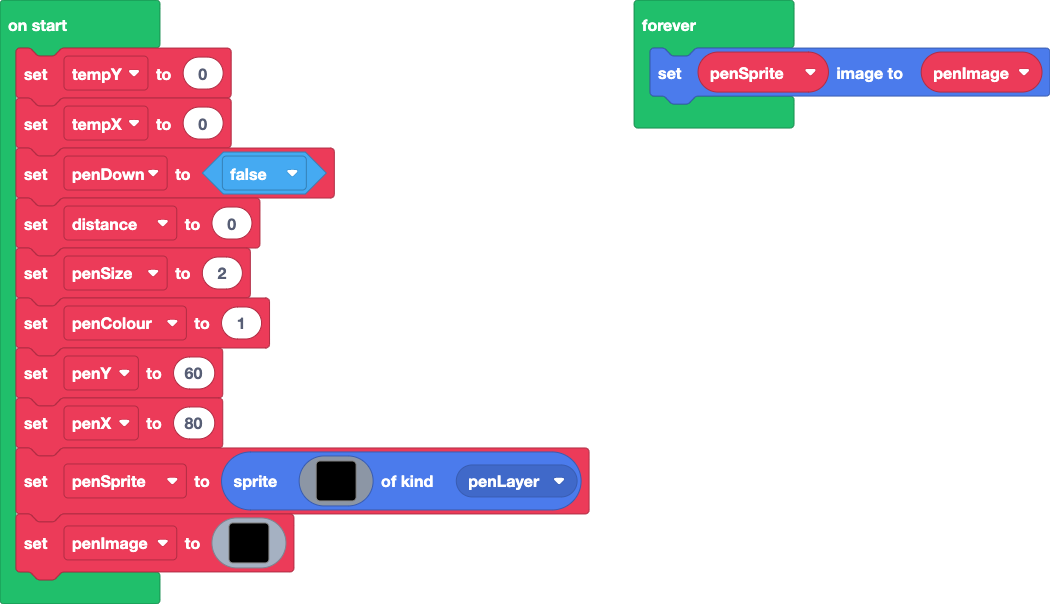 on start
set tempY to 0
set tempX to 0
set penDown to false
set distance to 0
set penSize to 2
set penColour to 1
set penY to 60
set penX to 80
set penSprite to sprite of kind penLayer
set penImage to
forever
set penSprite image to penImage